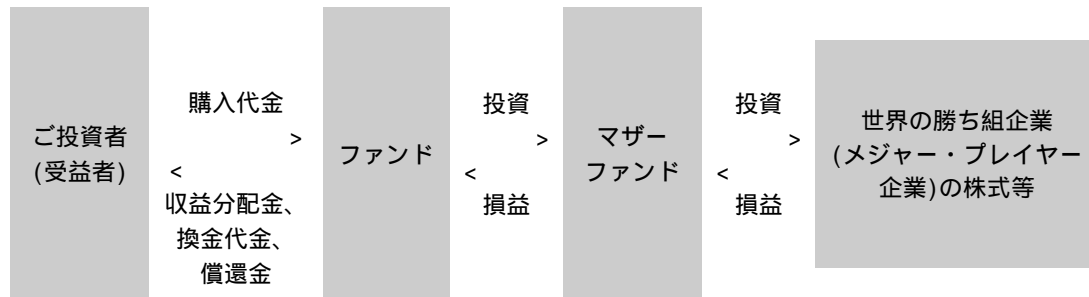 ご投資者
(受益者)
購入代金
>
<
収益分配金、
換金代金、
償還金
ファンド
投資
>
<
損益
マザー
ファンド
投資
>
<
損益
世界の勝ち組企業
(メジャー・プレイヤー
企業)の株式等